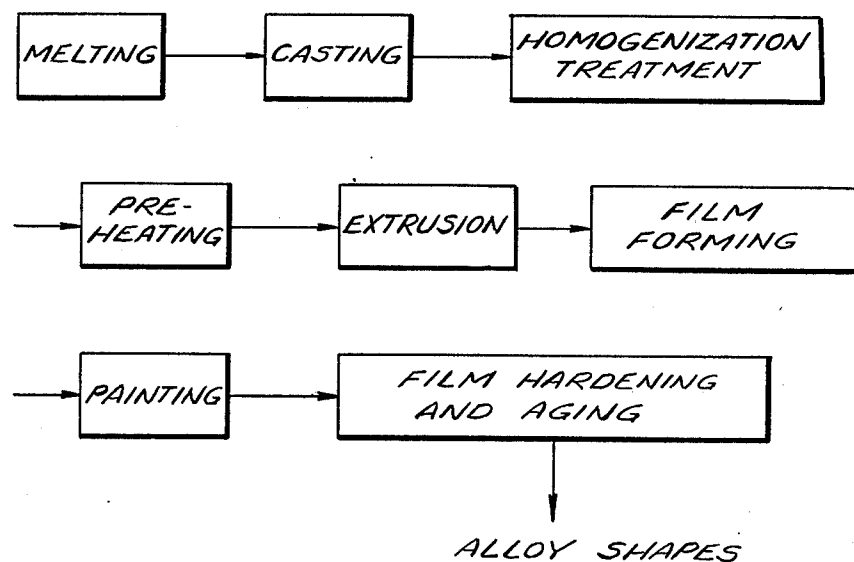 MELTING
CASTING
HOMOGENIZATION
TREATMENT
PRE-
HEATING
EXTRUSION
FILM
FORMING
PAINTING
FILM HARDENING
AND AGING
ALLOY SHAPES